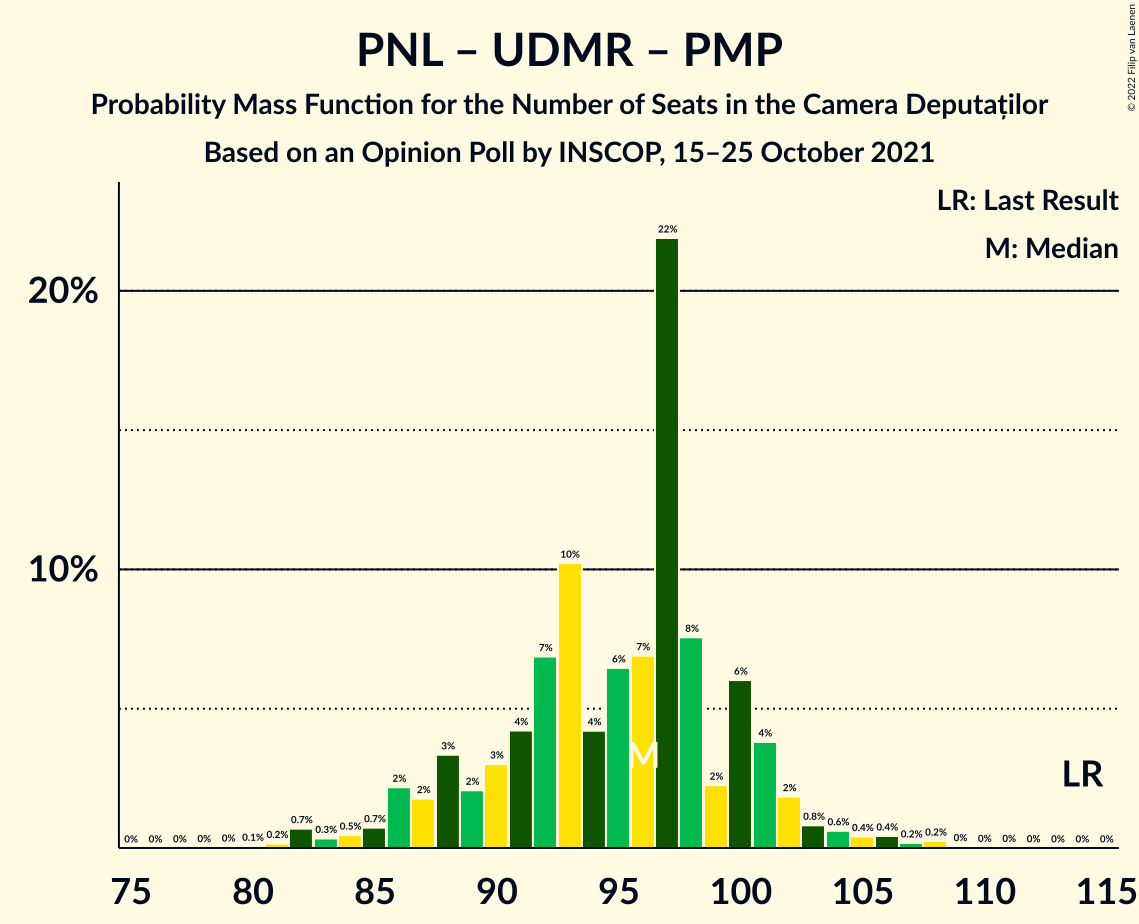 PNL – UDMR – PMP
Probability Mass Function for the Number of Seats in the Camera Deputaților
Based on an Opinion Poll by INSCOP, 15–25 October 2021
© 2022 Filip van Laenen
LR: Last Result
M: Median
20%
10%
0% 0% 0% 0% 0% 0.1% 0.2% 0.7% 0.3% 0.5% 0.7% 2% 2% 3% 2% 3% 4% 7% 10% 4% 6% 7% 22% 8% 2% 6% 4% 2% 0.8% 0.6% 0.4% 0.4% 0.2% 0.2% 0% 0% 0% 0% 0% 0% 0%
M
LR
75 80 85 90 95 100 105 110 115